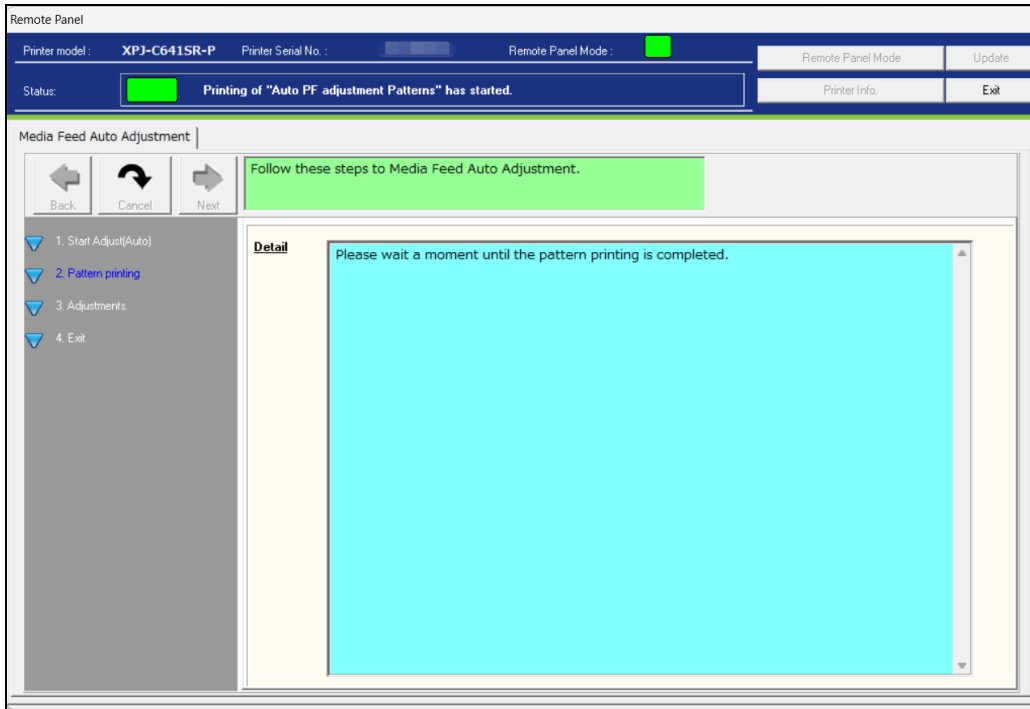 Remote Panel
Printer model : XPJ-C641SR-P Printer Serial No. : Remote Panel Mode :
Remote Panel Mode Update
Status: Printing of "Auto PF adjustment Patterns" has started.
Printer Info. Exit
Media Feed Auto Adjustment
Back Cancel Next
Follow these steps to Media Feed Auto Adjustment.
1. Start Adjust(Auto)
2. Pattern printing
3. Adjustments.
4. Exit
Detail
Please wait a moment until the pattern printing is completed.